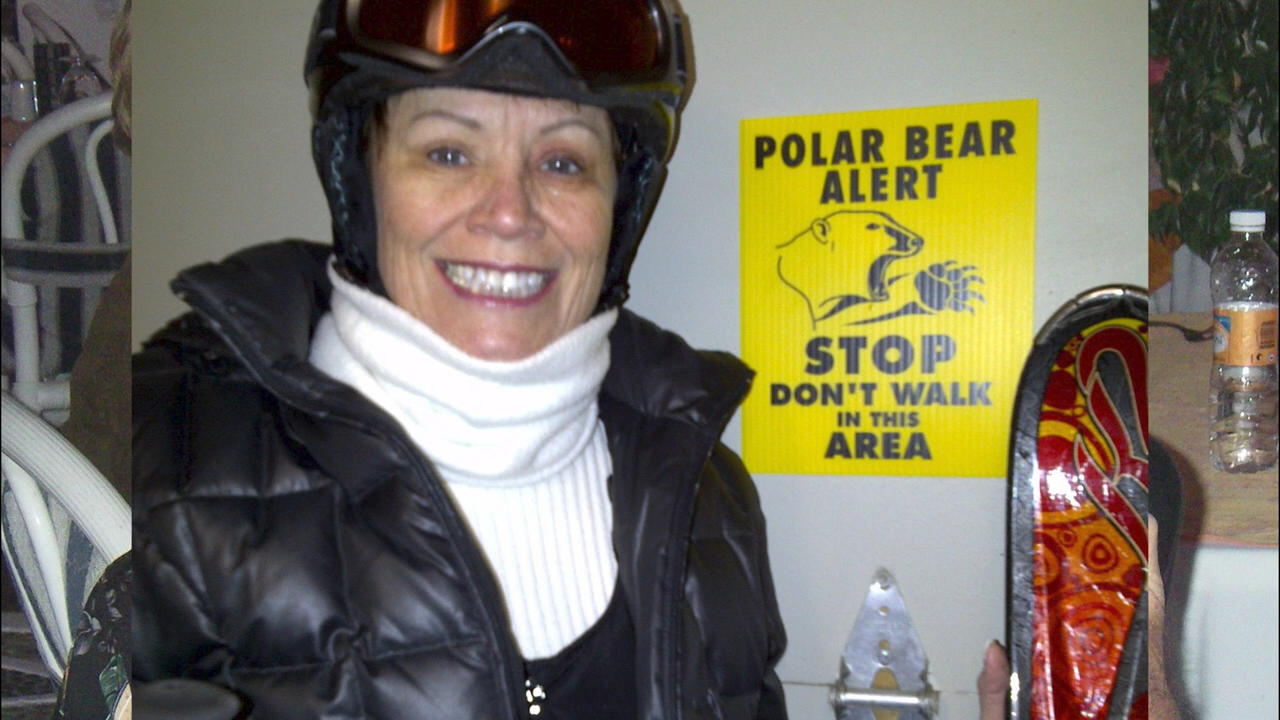 POLAR BEAR
ALERT
STOP
DON'T WALK
IN THIS
AREA